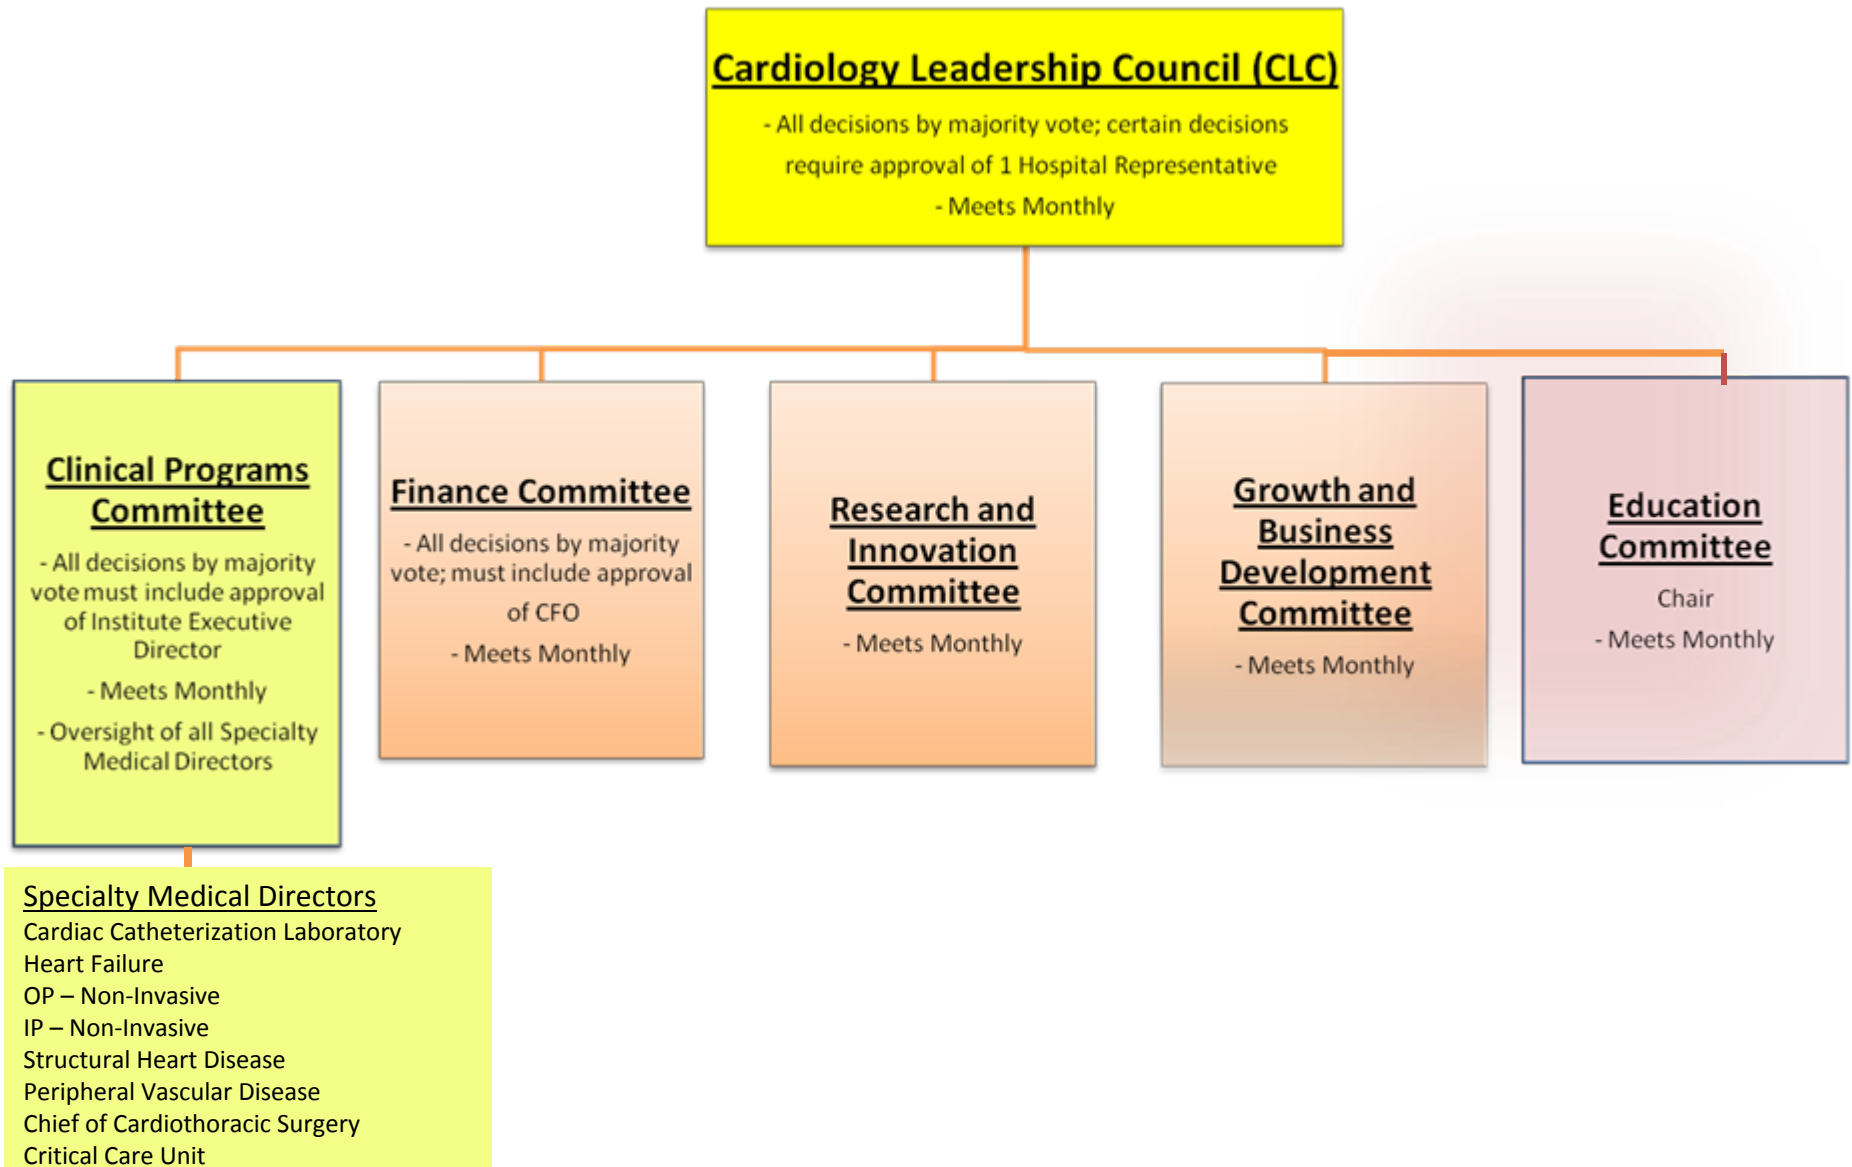 Cardiology Leadership Council (CLC)
- All decisions by majority vote; certain decisions
require approval of 1 Hospital Representative
- Meets Monthly
Clinical Programs
Committee
- All decisions by majority
vote must include approval
of Institute Executive
Director
- Meets Monthly
- Oversight of all Specialty
Medical Directors
Finance Committee
- All decisions by majority
vote; must include approval
of CFO
- Meets Monthly
Research and
Innovation
Committee
- Meets Monthly
Growth and
Business
Development
Committee
- Meets Monthly
Education
Committee
Chair
- Meets Monthly
Specialty Medical Directors
Cardiac Catheterization Laboratory
Heart Failure
OP – Non-Invasive
IP – Non-Invasive
Structural Heart Disease
Peripheral Vascular Disease
Chief of Cardiothoracic Surgery
Critical Care Unit